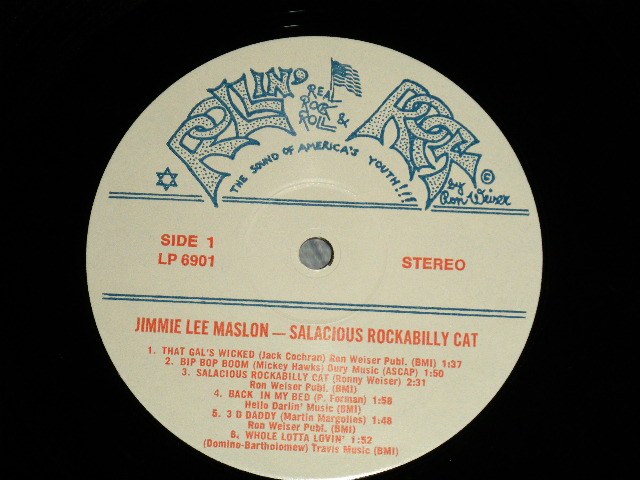 ROLLIN' ROCK
REAL
ROCK
& ROLL
THE SOUND OF AMERICA'S YOUTH!!!!
©
by
Ron Weiser
SIDE 1
LP 6901
STEREO
JIMMIE LEE MASLON — SALACIOUS ROCKABILLY CAT
1. THAT GAL'S WICKED (Jack Cochran) Ron Weiser Publ. (BMI) 1:37
2. BIP BOP BOOM (Mickey Hawks) Dury Music (ASCAP) 1:50
3. SALACIOUS ROCKABILLY CAT (Ronny Weiser) 2:31
Ron Weiser Publ. (BMI)
4. BACK IN MY BED (P. Forman) 1:58
Hello Darlin' Music (BMI)
5. 3 D DADDY (Martin Margolies) 1:48
Ron Weiser Publ. (BMI)
6. WHOLE LOTTA LOVIN' 1:52
(Domino-Bartholomew) Travis Music (BMI)